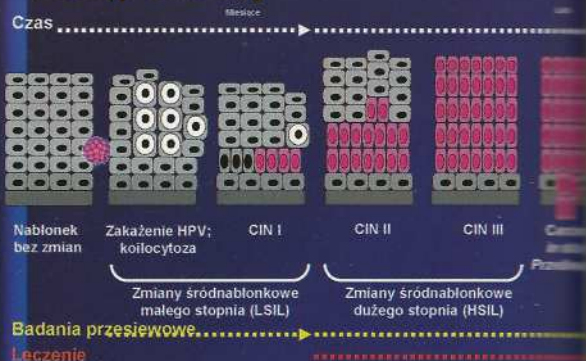 Miesiące
Czas
Nabłonek
bez zmian
Zakażenie HPV;
koilocytoza
CIN I
CIN II
CIN III
Zmiany śródnabłonkowe
małego stopnia (LSIL)
Zmiany śródnabłonkowe
dużego stopnia (HSIL)
Badania przesiewowe
Leczenie